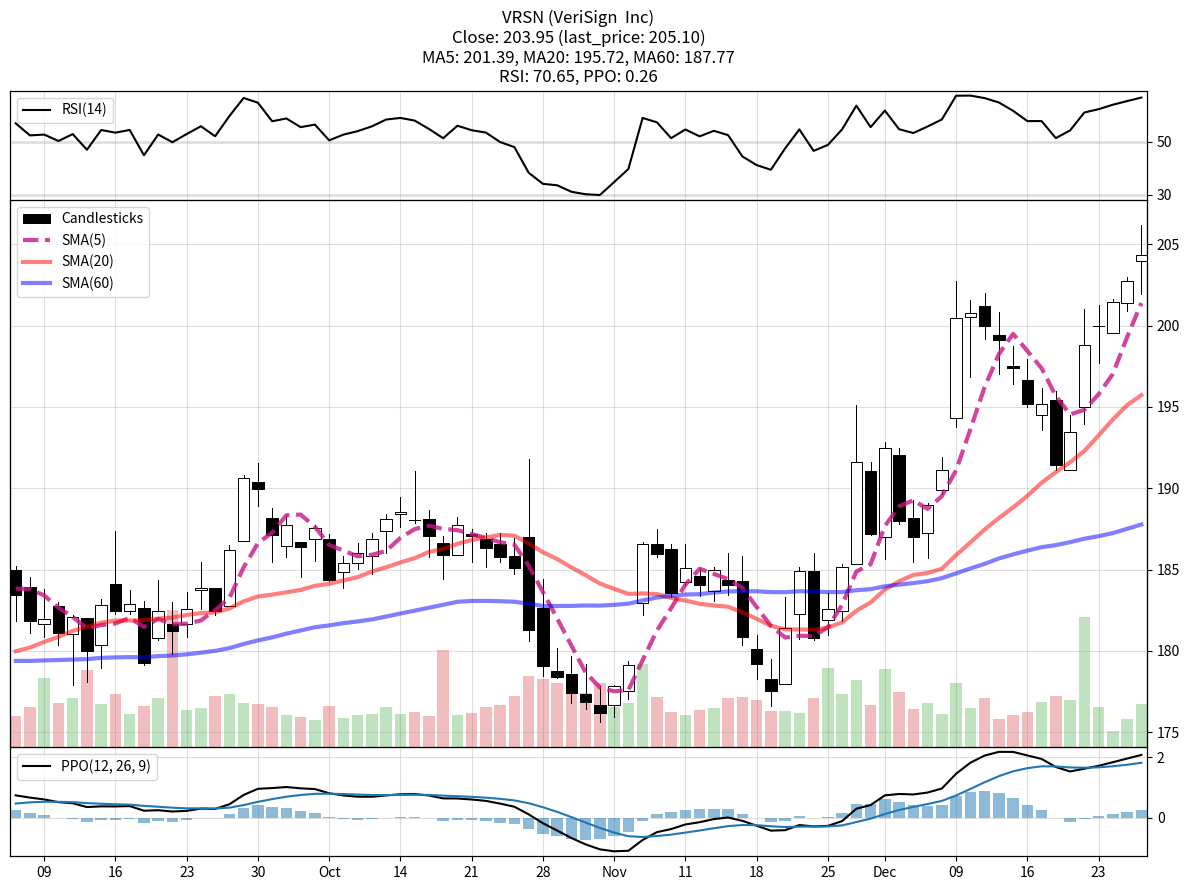 VRSN (VeriSign  Inc)
Close: 203.95 (last_price: 205.10)
MA5: 201.39, MA20: 195.72, MA60: 187.77
RSI: 70.65, PPO: 0.26
RSI(14)
50
30
Candlesticks
SMA(5)
SMA(20)
SMA(60)
205
200
195
190
185
180
175
PPO(12, 26, 9)
2
0
09 16 23 30 Oct 14 21 28 Nov 11 18 25 Dec 09 16 23